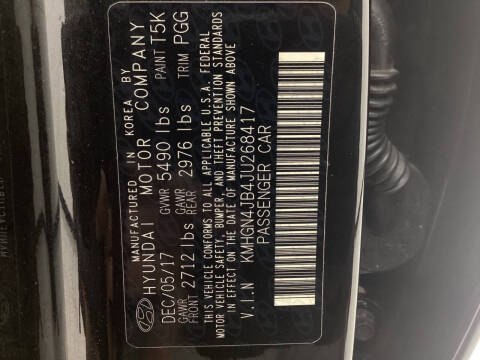 MANUFACTURED IN KOREA BY
HYUNDAI MOTOR COMPANY
DEC/05/17 GVWR 5490 lbs PAINT T5K
GAWR FRONT 2712 lbs GAWR REAR 2976 lbs TRIM PGG
THIS VEHICLE CONFORMS TO ALL APPLICABLE U.S.A. FEDERAL
MOTOR VEHICLE SAFETY, BUMPER, AND THEFT PREVENTION STANDARDS
IN EFFECT ON THE DATE OF MANUFACTURE SHOWN ABOVE
V.I.N KMHGN4JB4JU268417
PASSENGER CAR